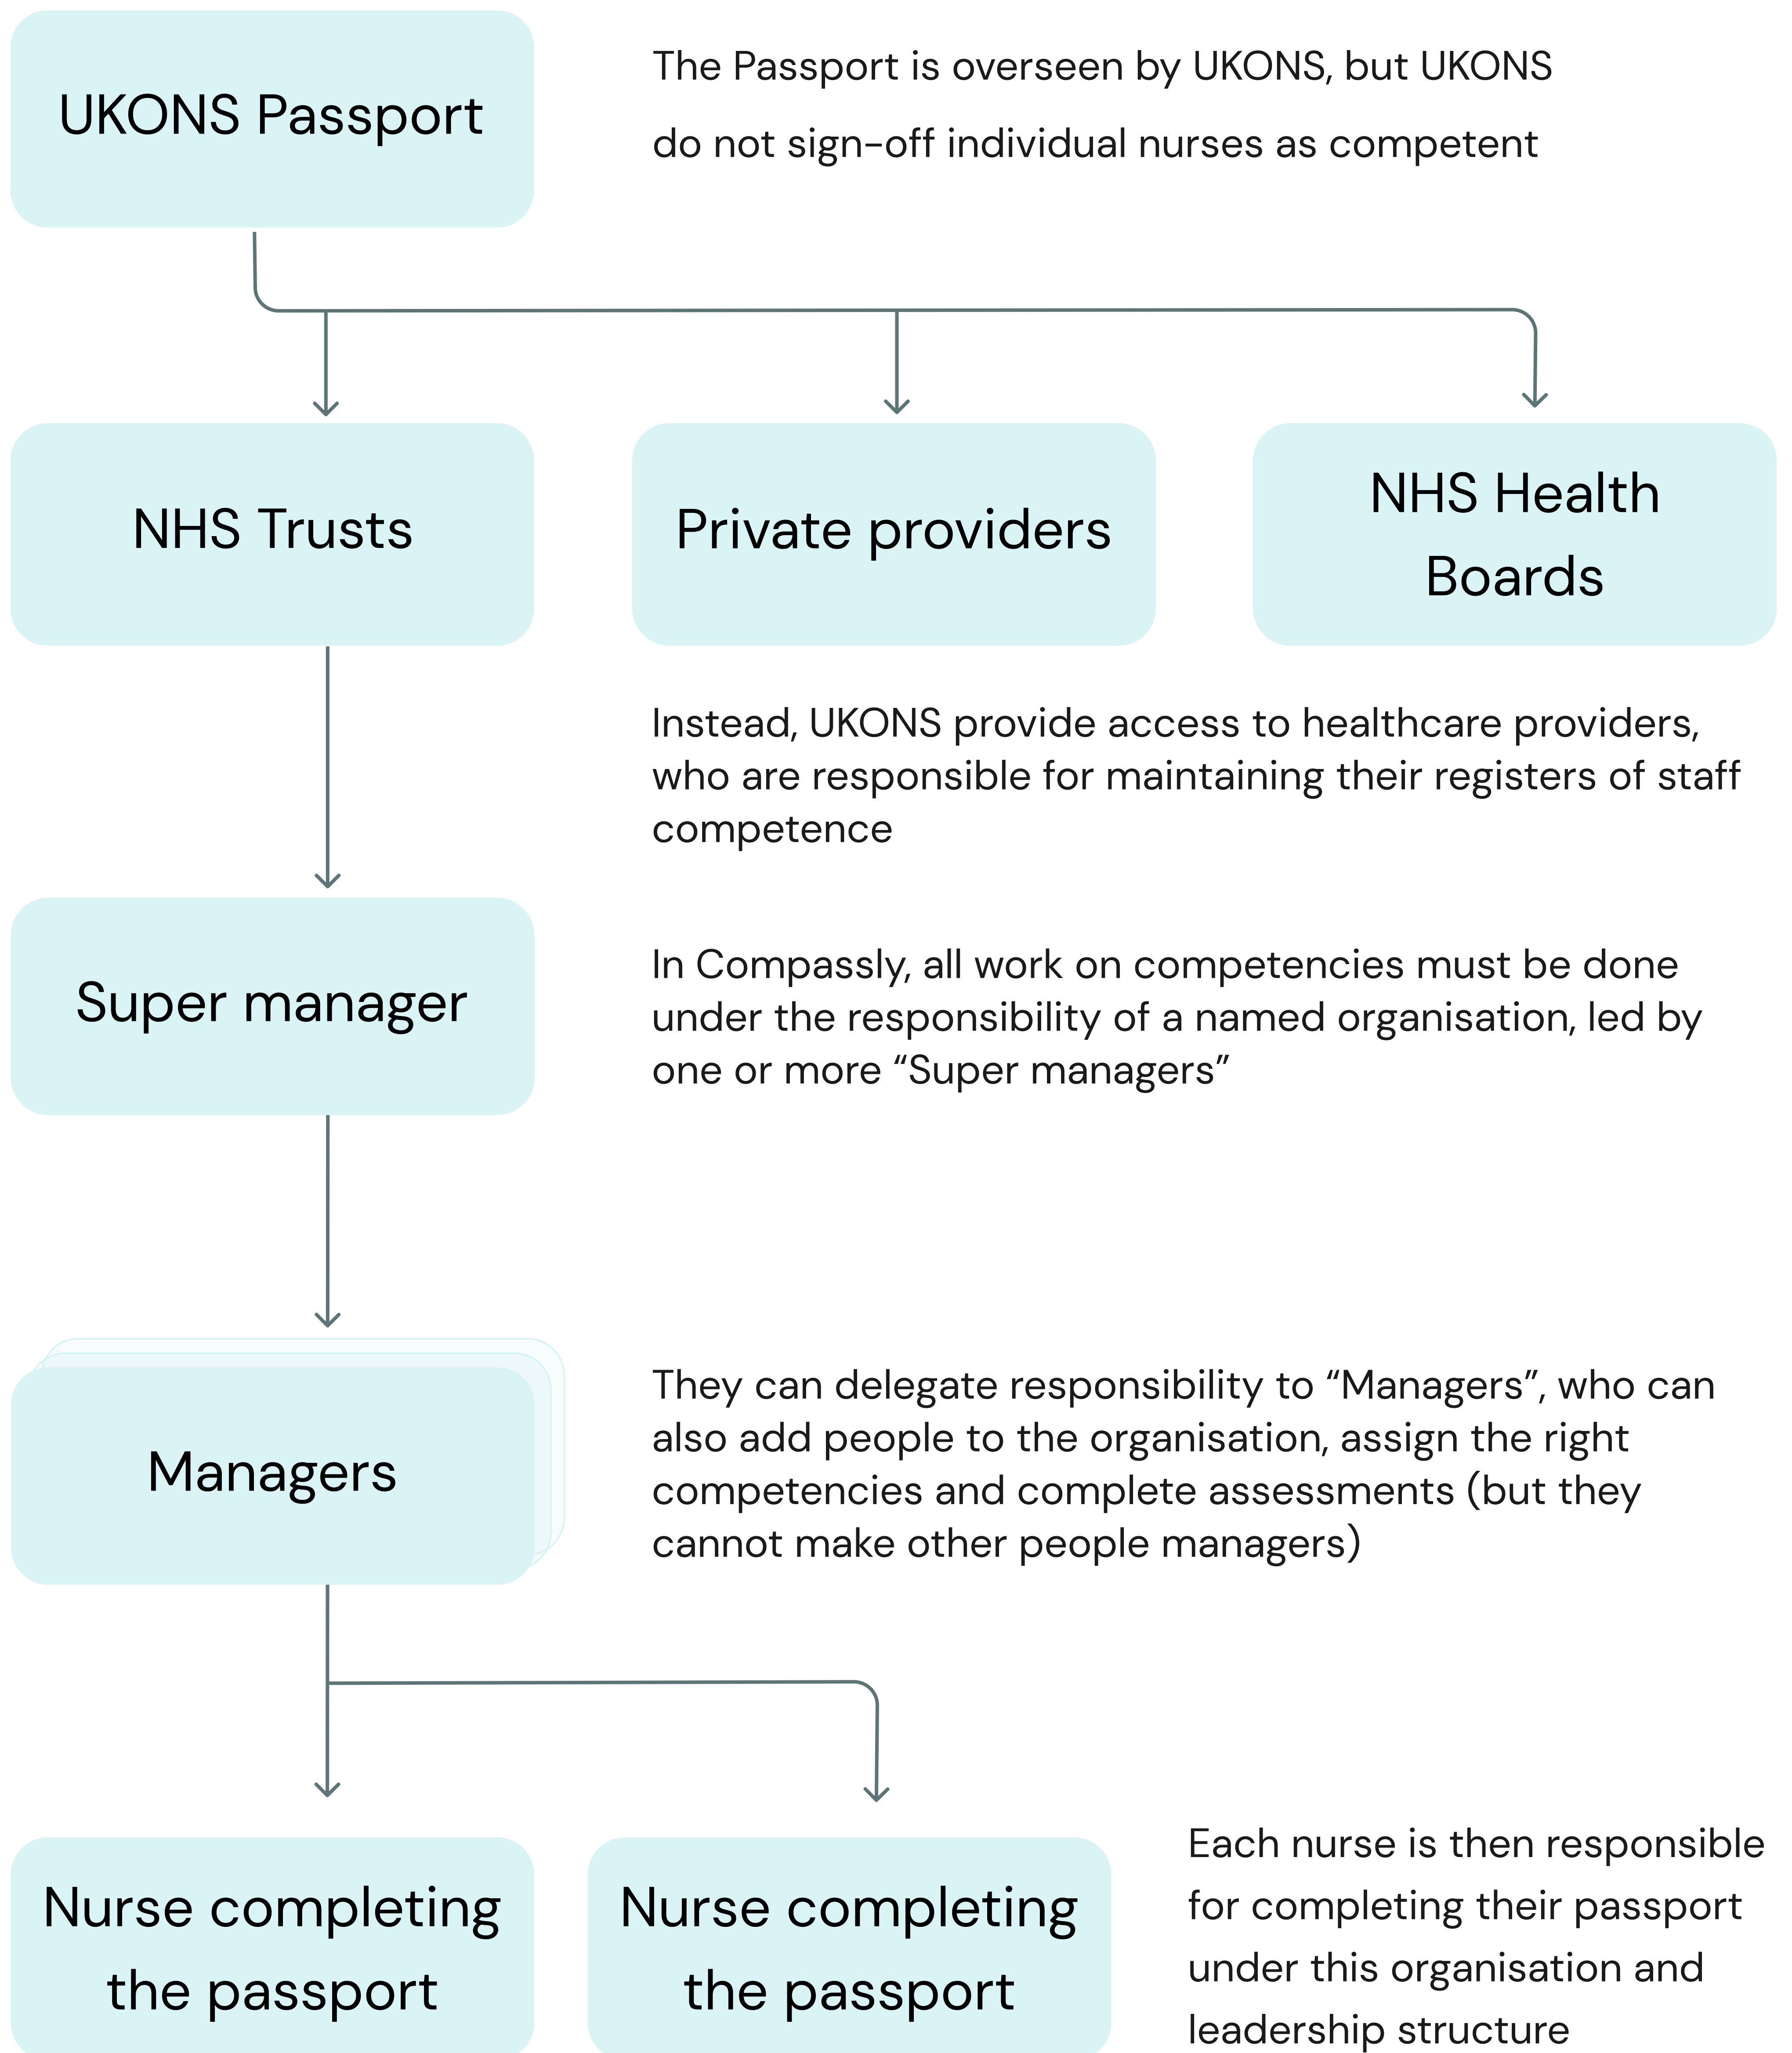 UKONS Passport
The Passport is overseen by UKONS, but UKONS
do not sign-off individual nurses as competent
NHS Trusts
Private providers
NHS Health
Boards
Instead, UKONS provide access to healthcare providers,
who are responsible for maintaining their registers of staff
competence
Super manager
In Compassly, all work on competencies must be done
under the responsibility of a named organisation, led by
one or more “Super managers”
Managers
They can delegate responsibility to “Managers”, who can
also add people to the organisation, assign the right
competencies and complete assessments (but they
cannot make other people managers)
Nurse completing
the passport
Nurse completing
the passport
Each nurse is then responsible
for completing their passport
under this organisation and
leadership structure